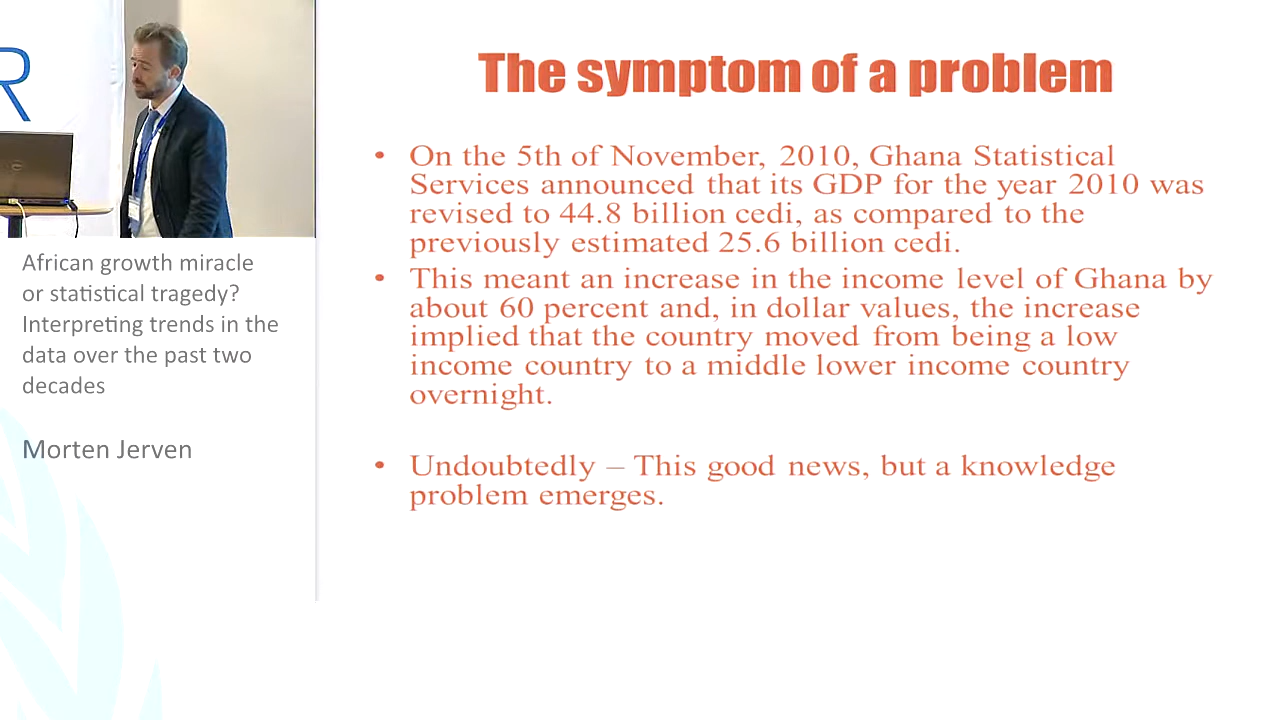 R
The symptom of a problem
• On the 5th of November, 2010, Ghana Statistical
Services announced that its GDP for the year 2010 was
revised to 44.8 billion cedi, as compared to the
previously estimated 25.6 billion cedi.
• This meant an increase in the income level of Ghana by
about 60 percent and, in dollar values, the increase
implied that the country moved from being a low
income country to a middle lower income country
overnight.
• Undoubtedly – This good news, but a knowledge
problem emerges.
African growth miracle
or statistical tragedy?
Interpreting trends in the
data over the past two
decades
Morten Jerven